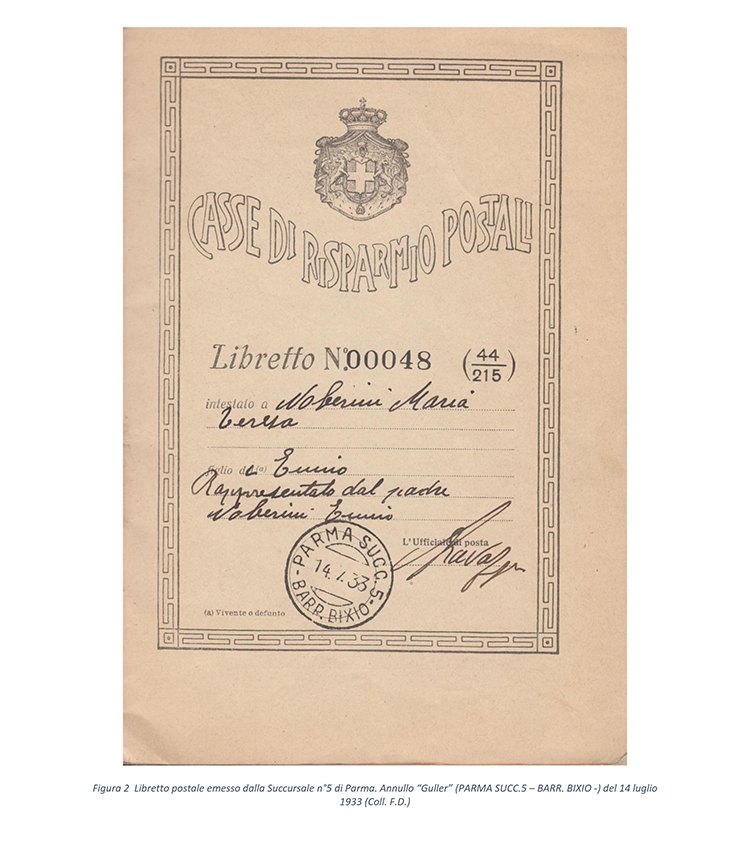 CASSE DI RISPARMIO POSTALI
Libretto N.º 00048 (44/215)
intestato a Noberini Maria
Teresa
figlio di (a) Ennio
Rappresentato dal padre
Noberini Ennio
L'Ufficiale di posta
PARMA SUCC. 5
14.7.33
BARR. BIXIO
(a) Vivente o defunto
Figura 2 Libretto postale emesso dalla Succursale n°5 di Parma. Annullo “Guller” (PARMA SUCC.5 – BARR. BIXIO -) del 14 luglio
1933 (Coll. F.D.)